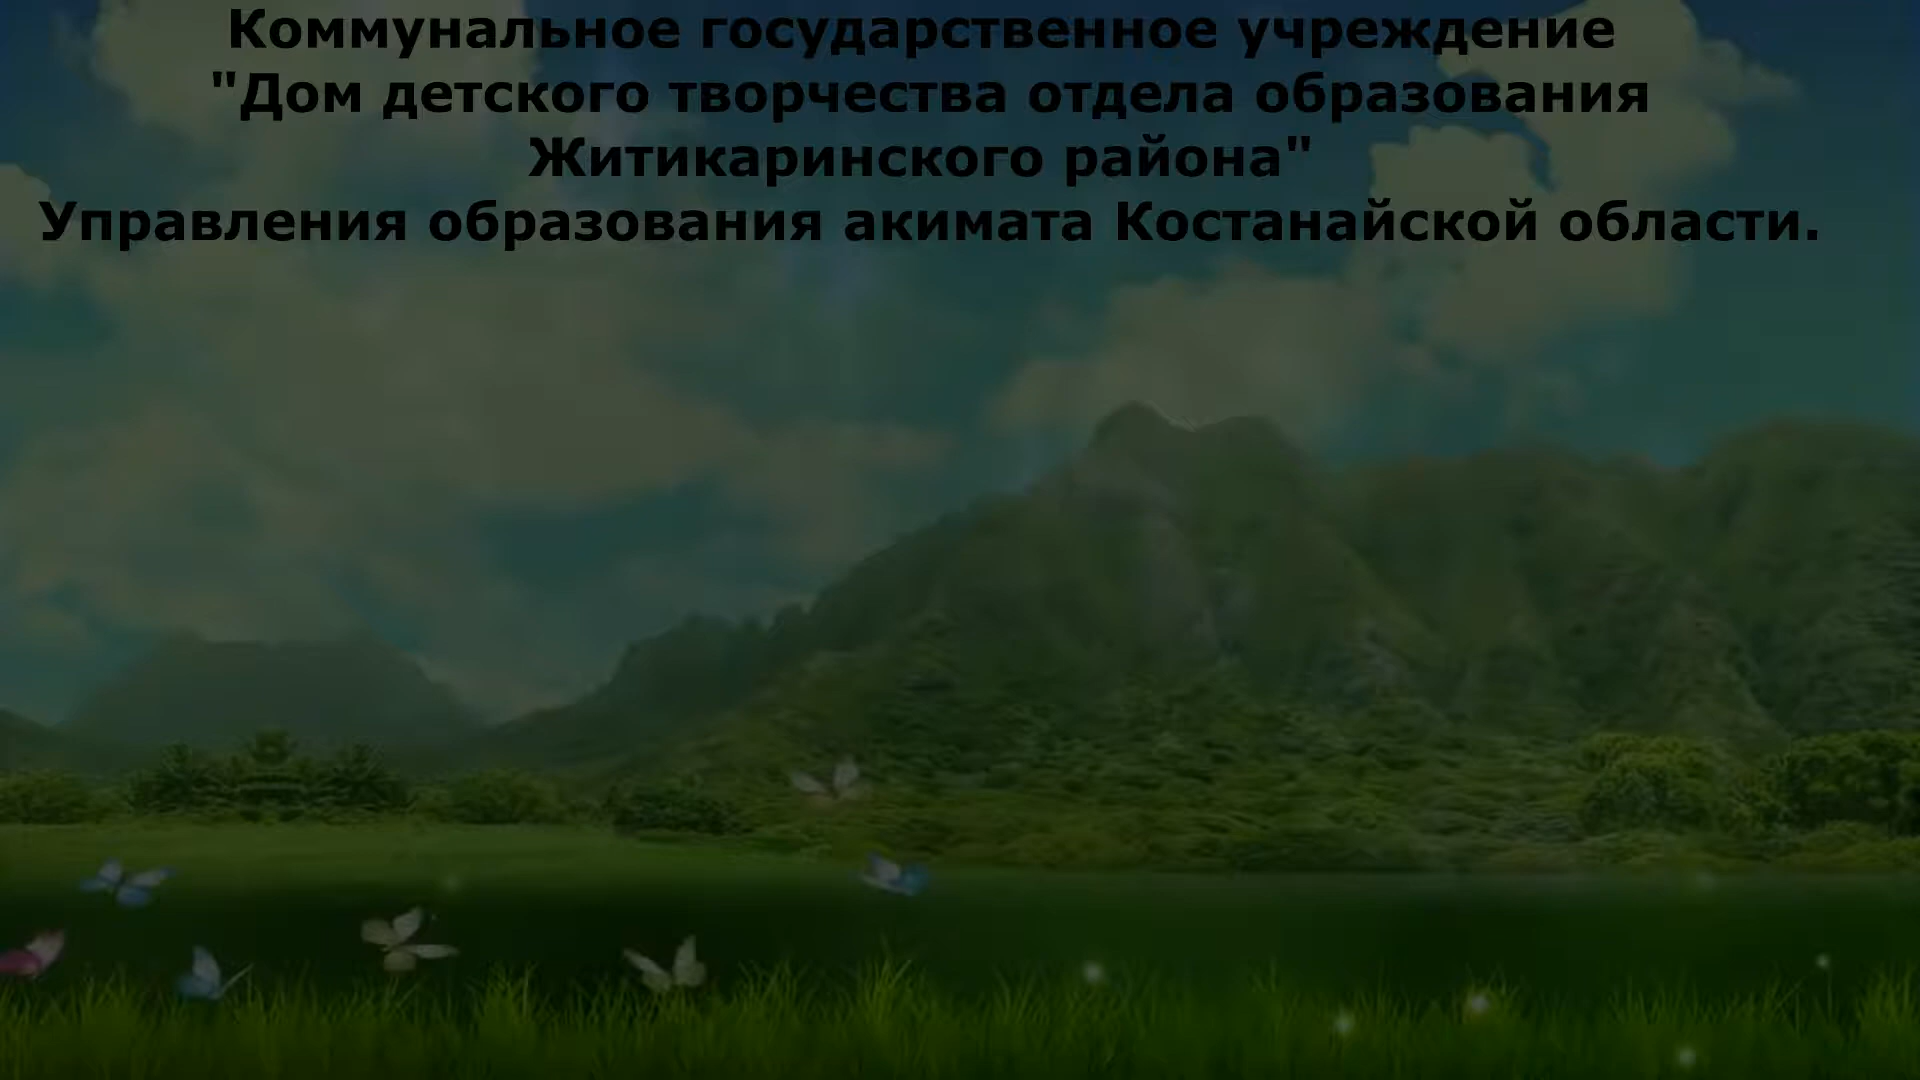 Коммунальное государственное учреждение
"Дом детского творчества отдела образования
Житикаринского района"
Управления образования акимата Костанайской области.